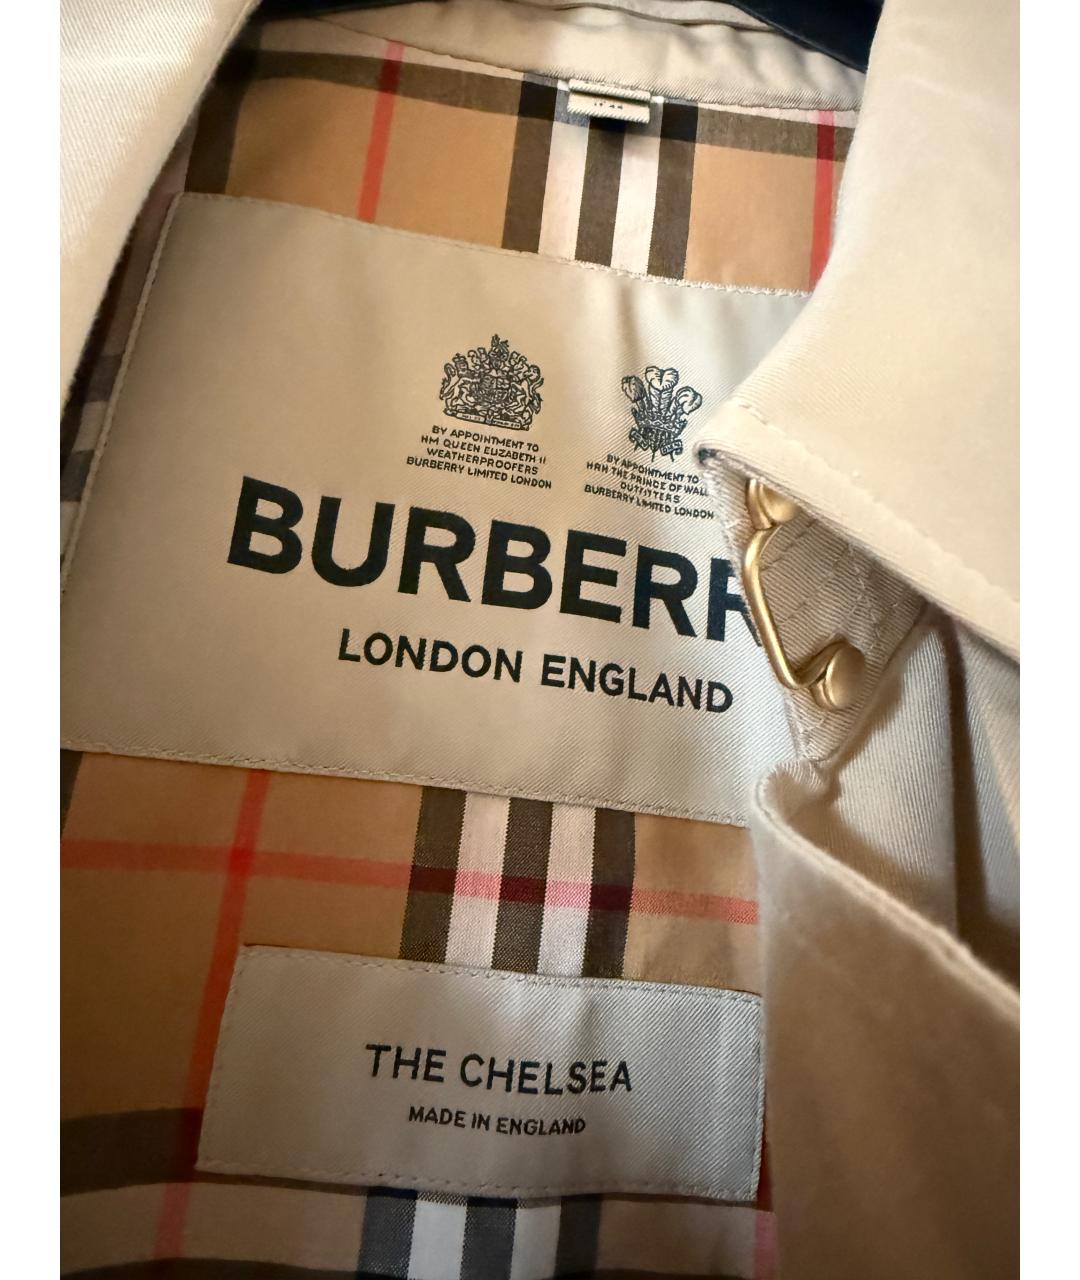 BY APPOINTMENT TO
HM QUEEN ELIZABETH II
WEATHERPROOFERS
BURBERRY LIMITED LONDON
BY APPOINTMENT TO
HRH THE PRINCE OF WAL
OUTFITTERS
BURBERRY LIMITED LONDON
BURBERR
LONDON ENGLAND
THE CHELSEA
MADE IN ENGLAND